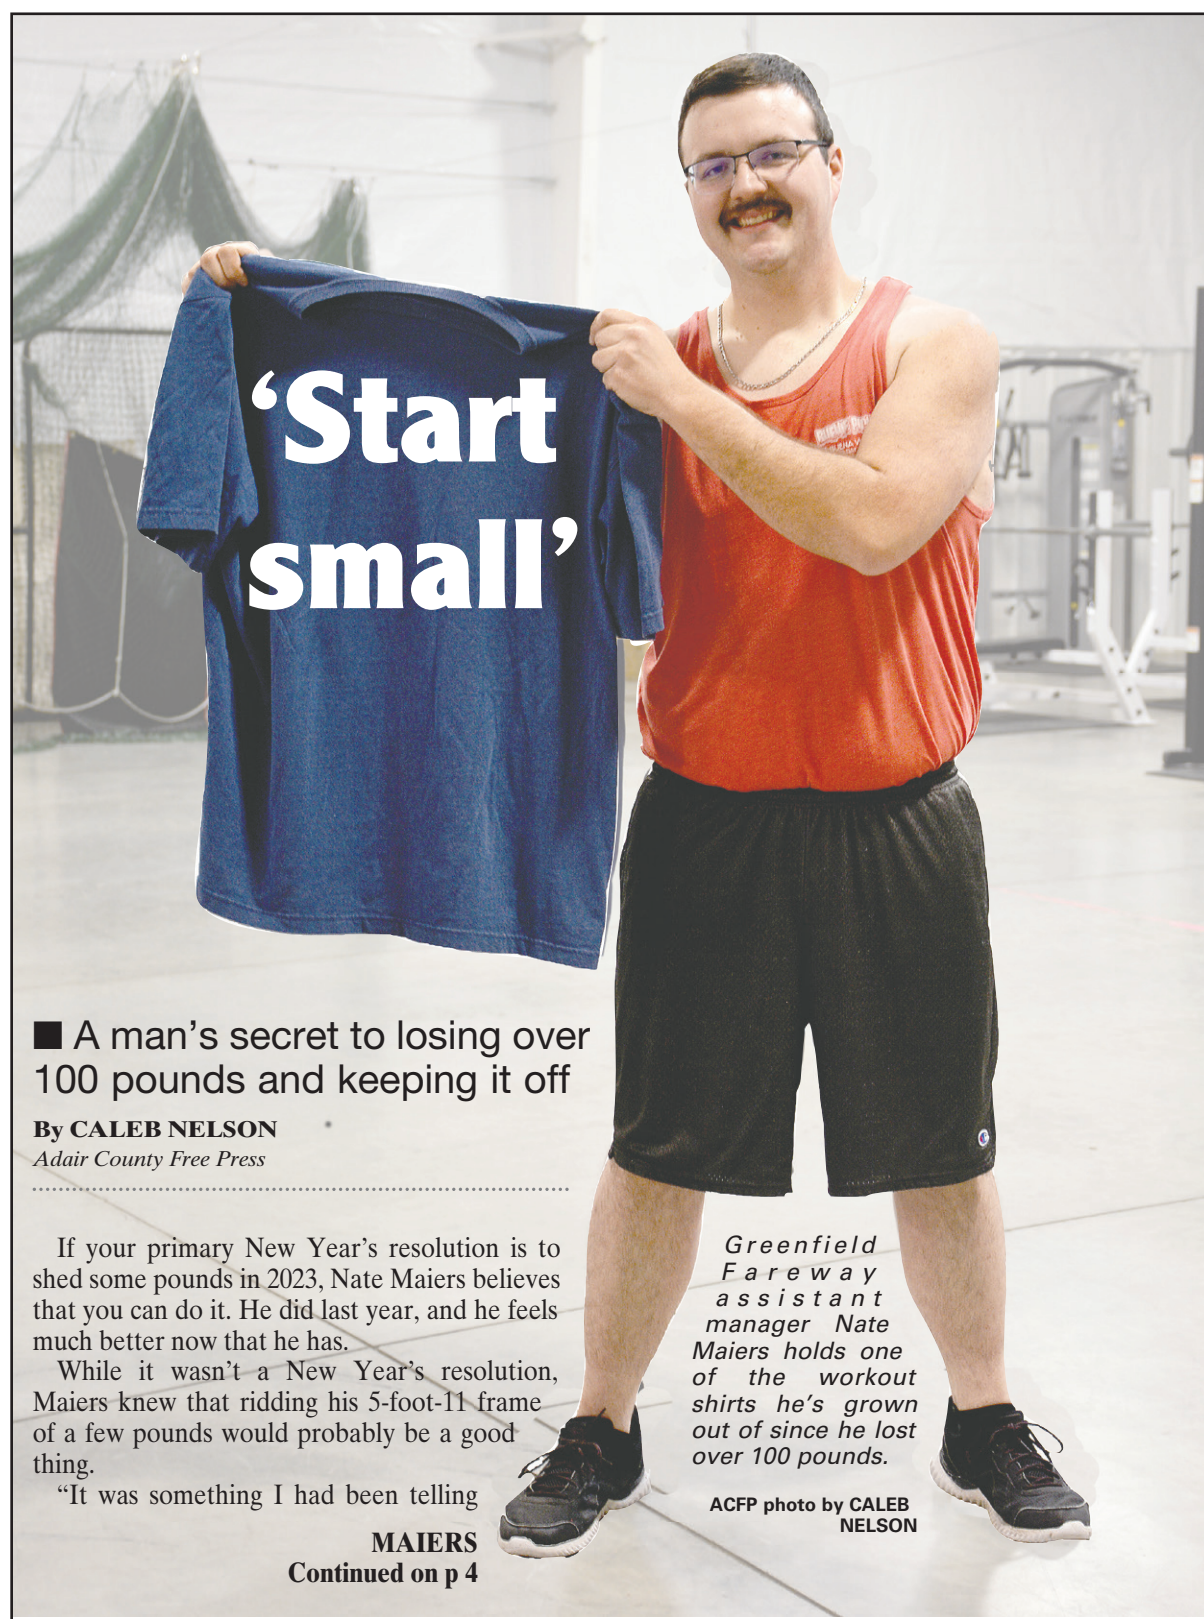 ‘Start
small’
■ A man’s secret to losing over
100 pounds and keeping it off
By CALEB NELSON
Adair County Free Press
If your primary New Year’s resolution is to
shed some pounds in 2023, Nate Maiers believes
that you can do it. He did last year, and he feels
much better now that he has.
While it wasn’t a New Year’s resolution,
Maiers knew that ridding his 5-foot-11 frame
of a few pounds would probably be a good
thing.
“It was something I had been telling
MAIERS
Continued on p 4
Greenfield
Fareway
assistant
manager Nate
Maiers holds one
of the workout
shirts he’s grown
out of since he lost
over 100 pounds.
ACFP photo by CALEB
NELSON